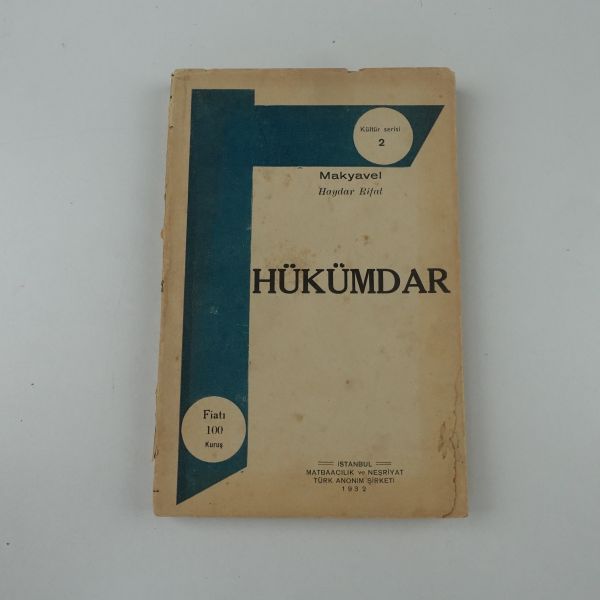 Kültür serisi
2
Makyavel
Haydar Rifat
HÜKÜMDAR
Fiatı
100
Kuruş
İSTANBUL
MATBAACILIK ve NEŞRİYAT
TÜRK ANONİM ŞİRKETİ
1932